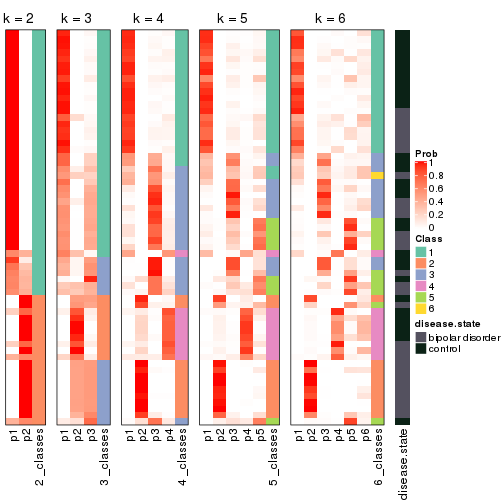 k = 2 k = 3 k = 4 k = 5 k = 6
Prob
1
0.8
0.6
0.4
0.2
0
Class
1
2
3
4
5
6
disease.state
bipolar disorder
control
p1 p2 2_classes p1 p2 p3 3_classes p1 p2 p3 p4 4_classes p1 p2 p3 p4 p5 5_classes p1 p2 p3 p4 p5 p6 6_classes disease.state